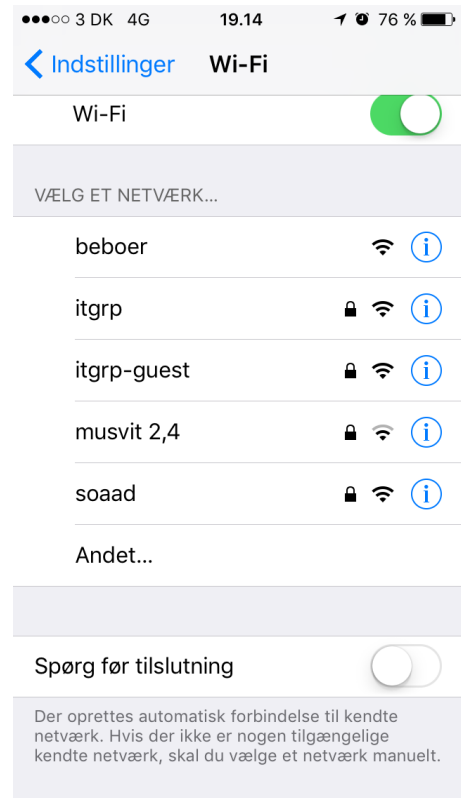 3 DK 4G 19.14 76 %
Indstillinger Wi-Fi
Wi-Fi
VÆLG ET NETVÆRK...
beboer
itgrp
itgrp-guest
musvit 2,4
soaad
Andet...
Spørg før tilslutning
Der oprettes automatisk forbindelse til kendte
netværk. Hvis der ikke er nogen tilgængelige
kendte netværk, skal du vælge et netværk manuelt.